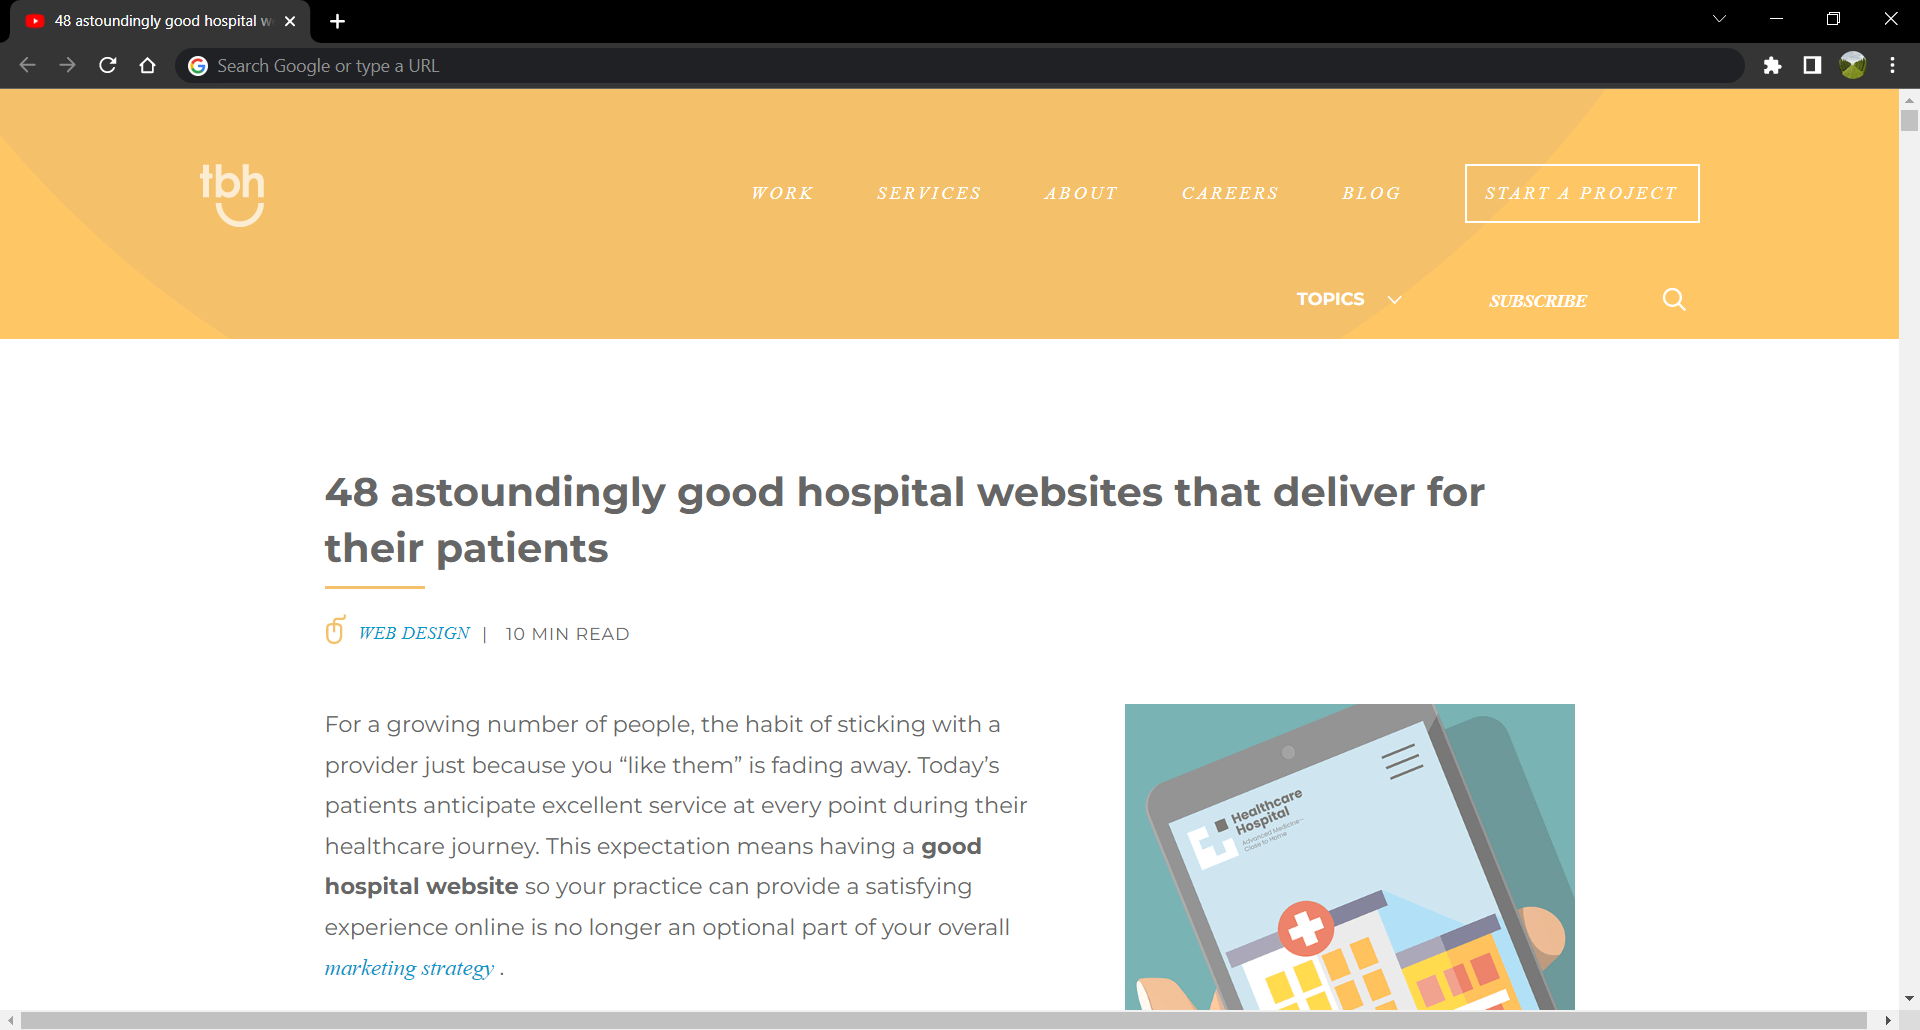 48 astoundingly good hospital w
Search Google or type a URL
tbh
WORK SERVICES ABOUT CAREERS BLOG START A PROJECT
TOPICS SUBSCRIBE
48 astoundingly good hospital websites that deliver for
their patients
WEB DESIGN | 10 MIN READ
For a growing number of people, the habit of sticking with a
provider just because you “like them” is fading away. Today’s
patients anticipate excellent service at every point during their
healthcare journey. This expectation means having a good
hospital website so your practice can provide a satisfying
experience online is no longer an optional part of your overall
marketing strategy .
Healthcare
Hospital
Advanced Medicine—
Close to Home